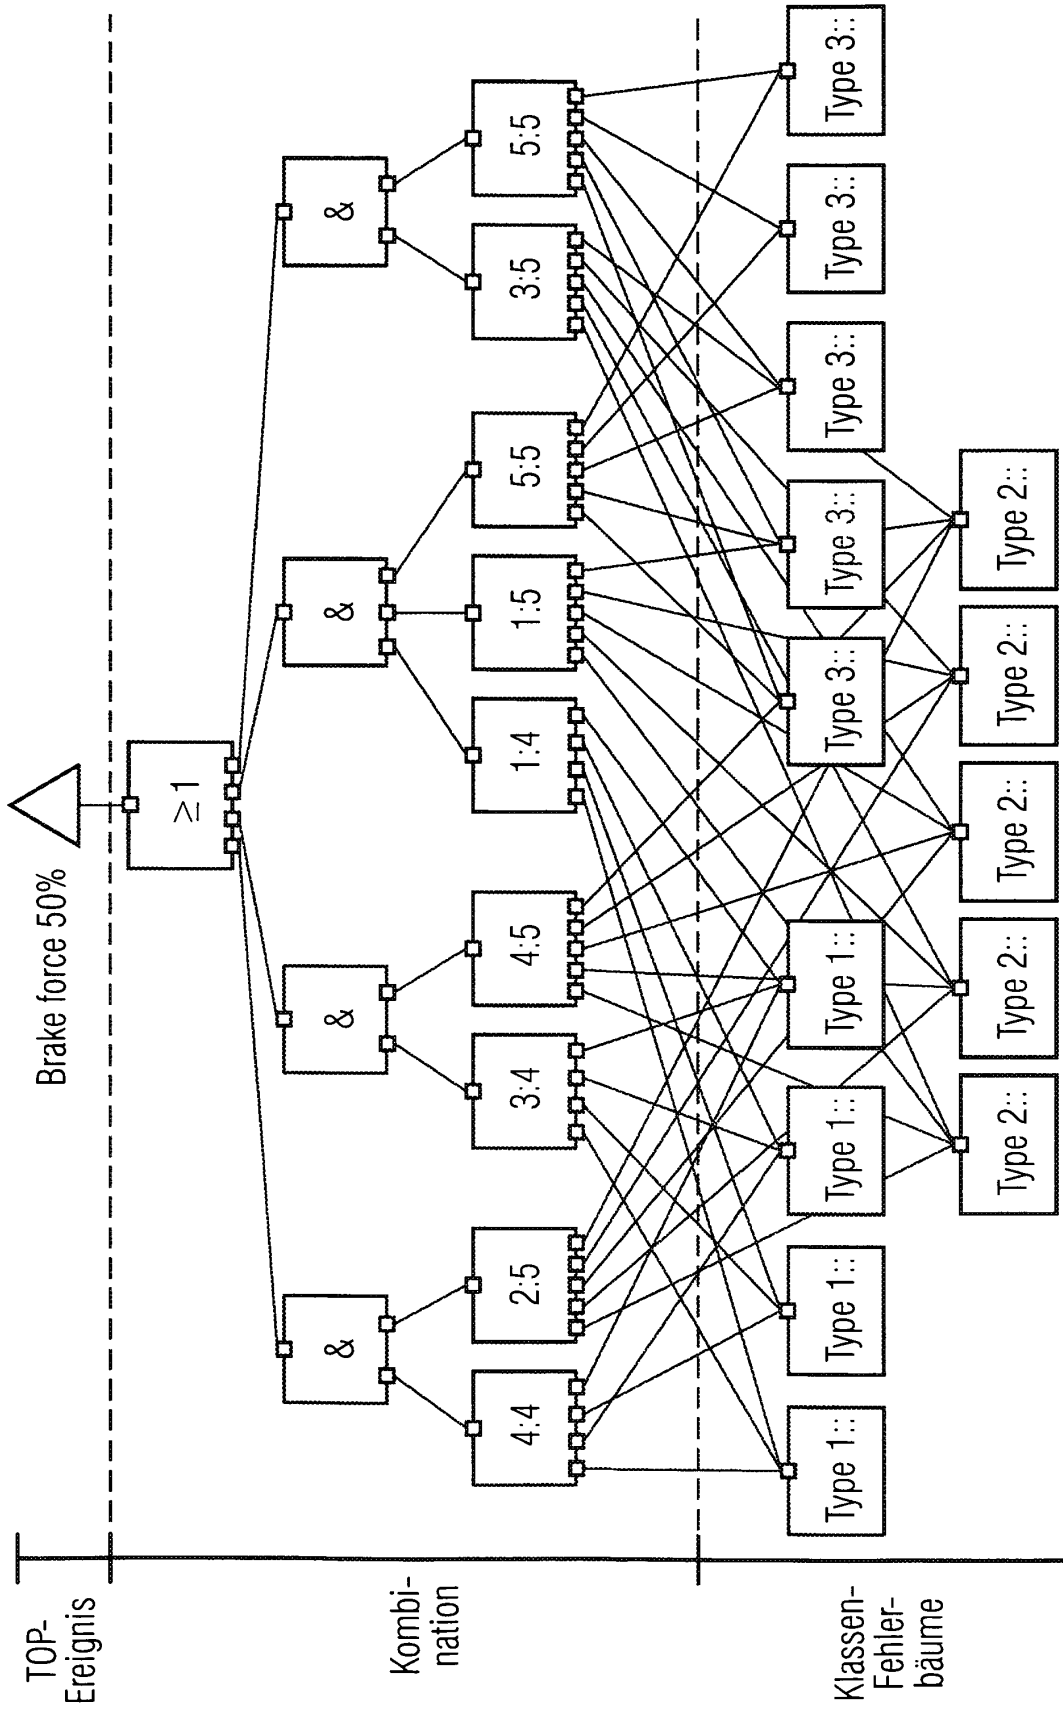 TOP-
Ereignis
Brake force 50%
≥1
Kombi-
nation
&
&
&
&
4:4
2:5
3:4
4:5
1:4
1:5
5:5
3:5
5:5
Klassen-
Fehler-
bäume
Type 1::
Type 1::
Type 1::
Type 1::
Type 3::
Type 3::
Type 3::
Type 3::
Type 3::
Type 2::
Type 2::
Type 2::
Type 2::
Type 2::